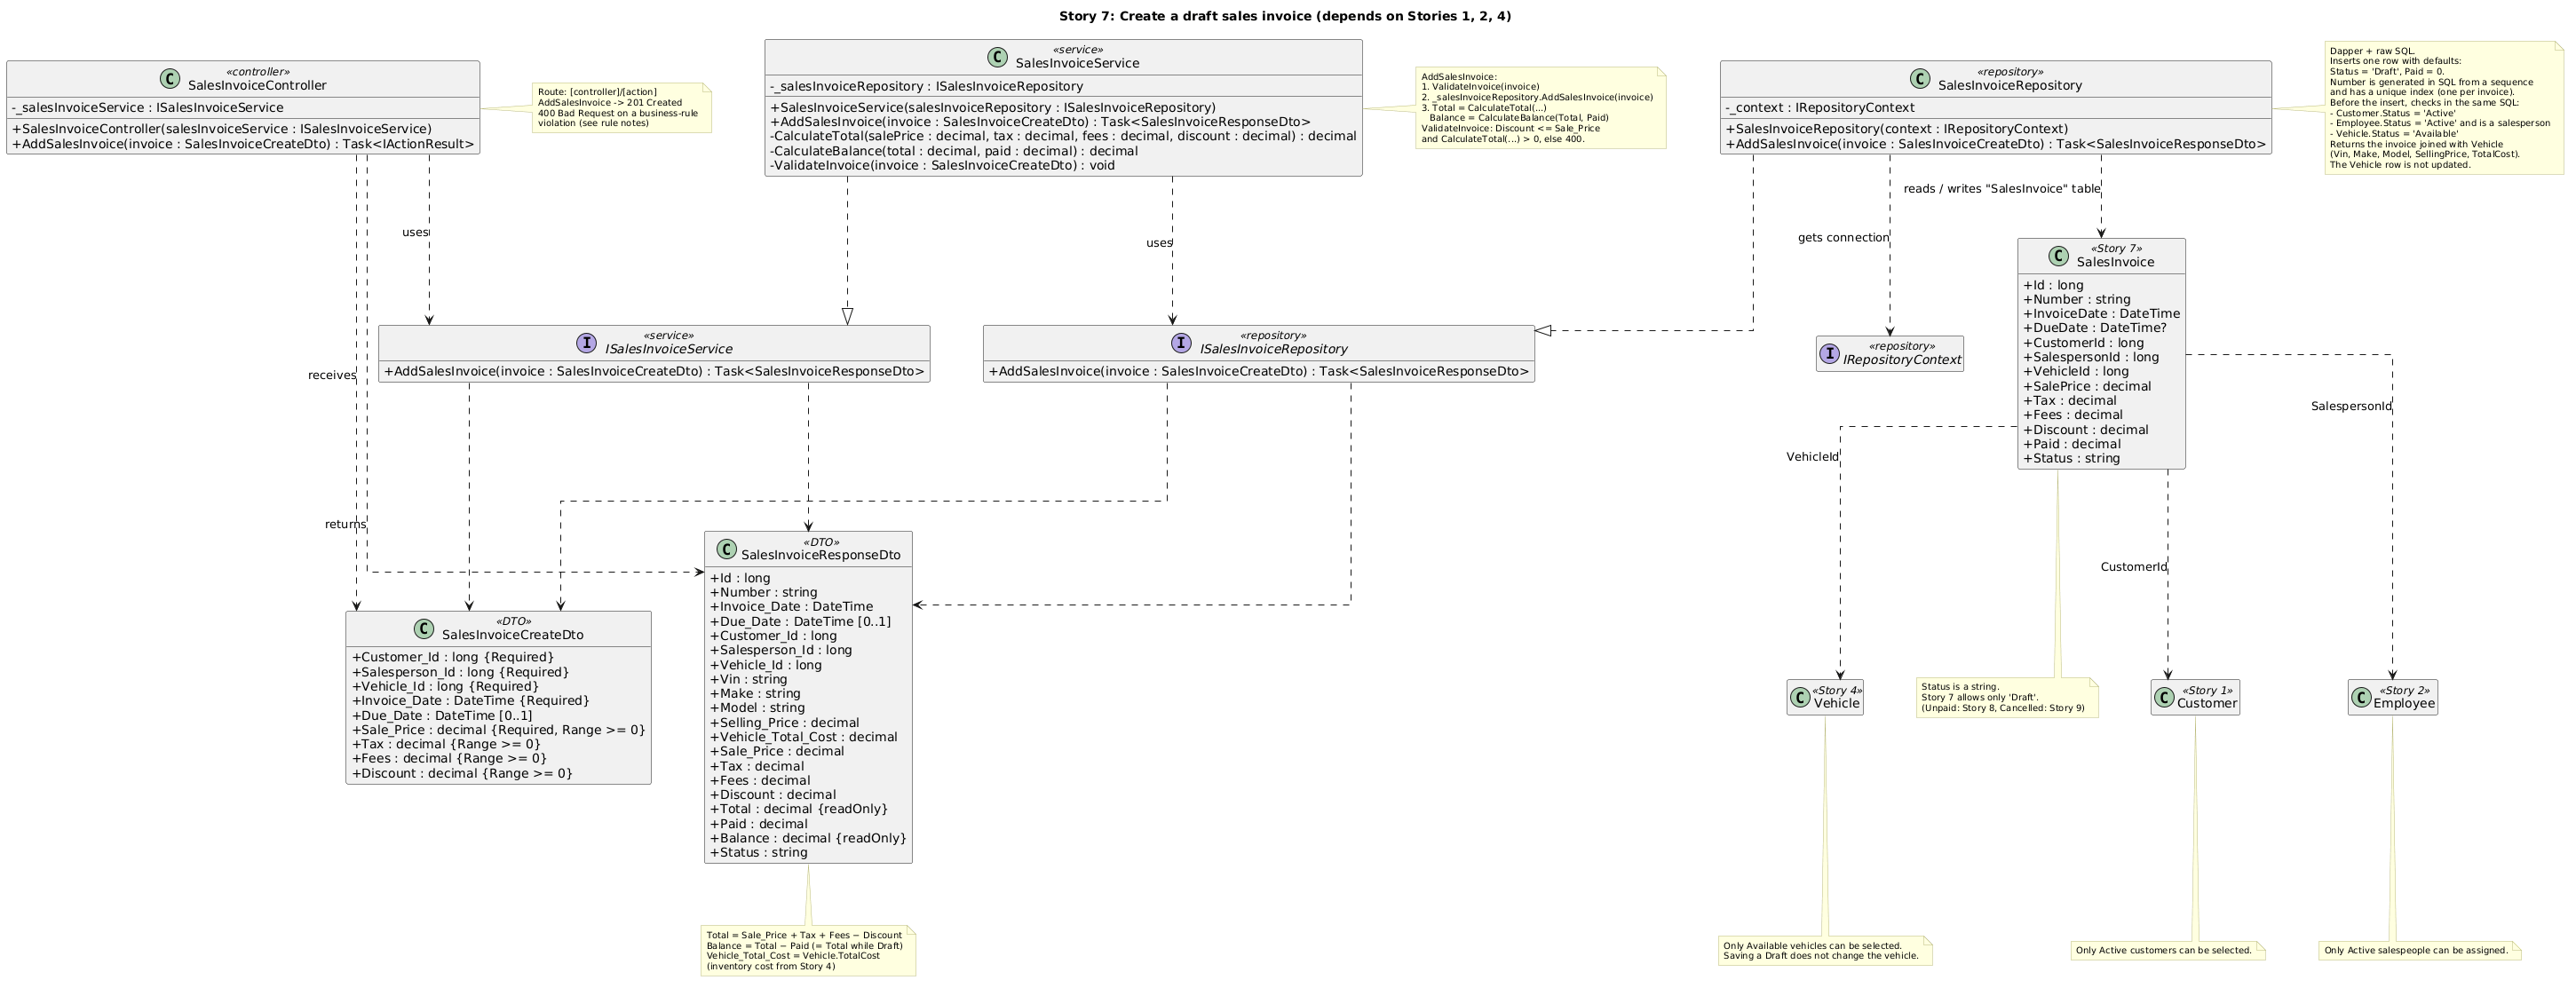 Story 7: Create a draft sales invoice (depends on Stories 1, 2, 4)
«controller»
SalesInvoiceController
-_salesInvoiceService : ISalesInvoiceService
+SalesInvoiceController(salesInvoiceService : ISalesInvoiceService)
+AddSalesInvoice(invoice : SalesInvoiceCreateDto) : Task<IActionResult>
Route: [controller]/[action]
AddSalesInvoice -> 201 Created
400 Bad Request on a business-rule
violation (see rule notes)
«service»
SalesInvoiceService
-_salesInvoiceRepository : ISalesInvoiceRepository
+SalesInvoiceService(salesInvoiceRepository : ISalesInvoiceRepository)
+AddSalesInvoice(invoice : SalesInvoiceCreateDto) : Task<SalesInvoiceResponseDto>
-CalculateTotal(salePrice : decimal, tax : decimal, fees : decimal, discount : decimal) : decimal
-CalculateBalance(total : decimal, paid : decimal) : decimal
-ValidateInvoice(invoice : SalesInvoiceCreateDto) : void
AddSalesInvoice:
1. ValidateInvoice(invoice)
2. _salesInvoiceRepository.AddSalesInvoice(invoice)
3. Total = CalculateTotal(...)
Balance = CalculateBalance(Total, Paid)
ValidateInvoice: Discount <= Sale_Price
and CalculateTotal(...) > 0, else 400.
«repository»
SalesInvoiceRepository
-_context : IRepositoryContext
+SalesInvoiceRepository(context : IRepositoryContext)
+AddSalesInvoice(invoice : SalesInvoiceCreateDto) : Task<SalesInvoiceResponseDto>
Dapper + raw SQL.
Inserts one row with defaults:
Status = 'Draft', Paid = 0.
Number is generated in SQL from a sequence
and has a unique index (one per invoice).
Before the insert, checks in the same SQL:
- Customer.Status = 'Active'
- Employee.Status = 'Active' and is a salesperson
- Vehicle.Status = 'Available'
Returns the invoice joined with Vehicle
(Vin, Make, Model, SellingPrice, TotalCost).
The Vehicle row is not updated.
uses
uses
gets connection
reads / writes "SalesInvoice" table
receives
returns
«service»
ISalesInvoiceService
+AddSalesInvoice(invoice : SalesInvoiceCreateDto) : Task<SalesInvoiceResponseDto>
«repository»
ISalesInvoiceRepository
+AddSalesInvoice(invoice : SalesInvoiceCreateDto) : Task<SalesInvoiceResponseDto>
«repository»
IRepositoryContext
«Story 7»
SalesInvoice
+Id : long
+Number : string
+InvoiceDate : DateTime
+DueDate : DateTime?
+CustomerId : long
+SalespersonId : long
+VehicleId : long
+SalePrice : decimal
+Tax : decimal
+Fees : decimal
+Discount : decimal
+Paid : decimal
+Status : string
VehicleId
CustomerId
SalespersonId
«DTO»
SalesInvoiceCreateDto
+Customer_Id : long {Required}
+Salesperson_Id : long {Required}
+Vehicle_Id : long {Required}
+Invoice_Date : DateTime {Required}
+Due_Date : DateTime [0..1]
+Sale_Price : decimal {Required, Range >= 0}
+Tax : decimal {Range >= 0}
+Fees : decimal {Range >= 0}
+Discount : decimal {Range >= 0}
«DTO»
SalesInvoiceResponseDto
+Id : long
+Number : string
+Invoice_Date : DateTime
+Due_Date : DateTime [0..1]
+Customer_Id : long
+Salesperson_Id : long
+Vehicle_Id : long
+Vin : string
+Make : string
+Model : string
+Selling_Price : decimal
+Vehicle_Total_Cost : decimal
+Sale_Price : decimal
+Tax : decimal
+Fees : decimal
+Discount : decimal
+Total : decimal {readOnly}
+Paid : decimal
+Balance : decimal {readOnly}
+Status : string
Total = Sale_Price + Tax + Fees − Discount
Balance = Total − Paid (= Total while Draft)
Vehicle_Total_Cost = Vehicle.TotalCost
(inventory cost from Story 4)
«Story 4»
Vehicle
Status is a string.
Story 7 allows only 'Draft'.
(Unpaid: Story 8, Cancelled: Story 9)
«Story 1»
Customer
«Story 2»
Employee
Only Available vehicles can be selected.
Saving a Draft does not change the vehicle.
Only Active customers can be selected.
Only Active salespeople can be assigned.